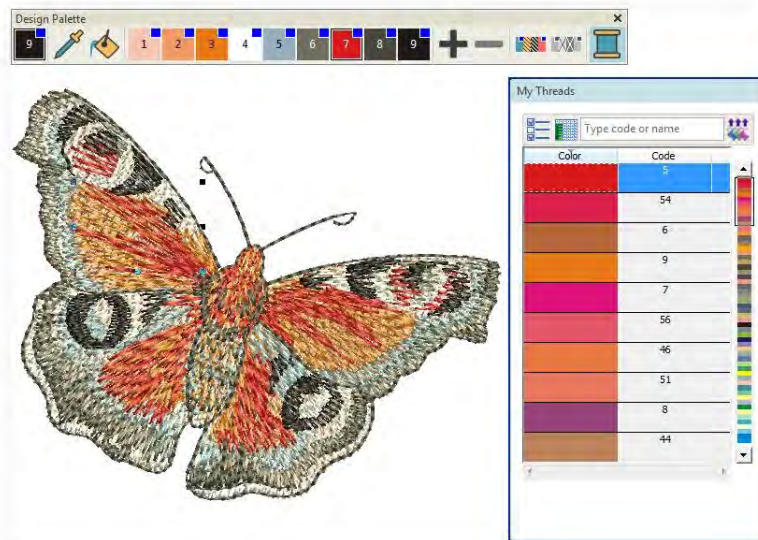 Design Palette
9 1 2 3 4 5 6 7 8 9
My Threads
Type code or name
Color Code
5
54
6
9
7
56
46
51
8
44